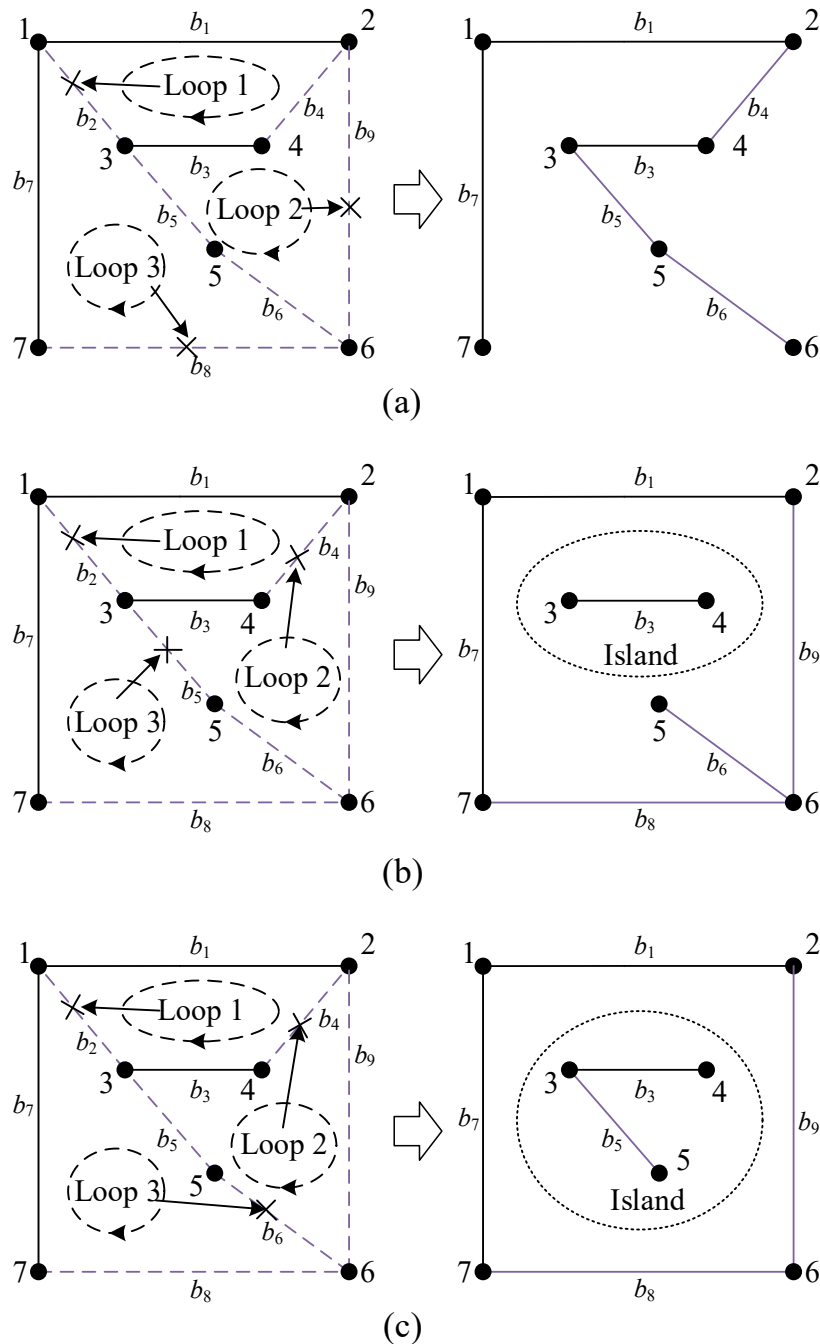 1 b1 2 1 b1 2
Loop 1
b2 b4 b9 b4
3 b3 4 3 b3 4
b7 b5 Loop 2 b7 b5
Loop 3 5 5
b6 b6
7 b8 6 7 6
(a)
1 b1 2 1 b1 2
Loop 1
b2 b4 b9
3 b3 4 3 b3 4
b7 b7 Island b9
Loop 3 b5 Loop 2
5 5
b6 b6
7 b8 6 7 b8 6
(b)
1 b1 2 1 b1 2
Loop 1
b2 b4 b9
3 b3 4 3 b3 4
b7 b7 b9
b5 Loop 2 b5
Loop 3 5 5
b6 Island
7 b8 6 7 b8 6
(c)